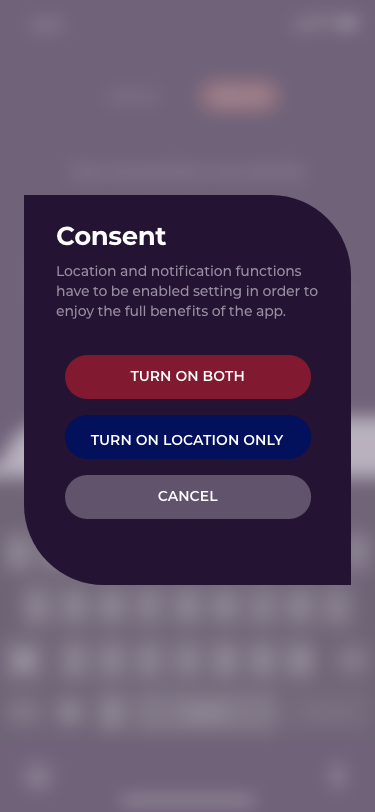 Consent
Location and notification functions
have to be enabled setting in order to
enjoy the full benefits of the app.
TURN ON BOTH
TURN ON LOCATION ONLY
CANCEL